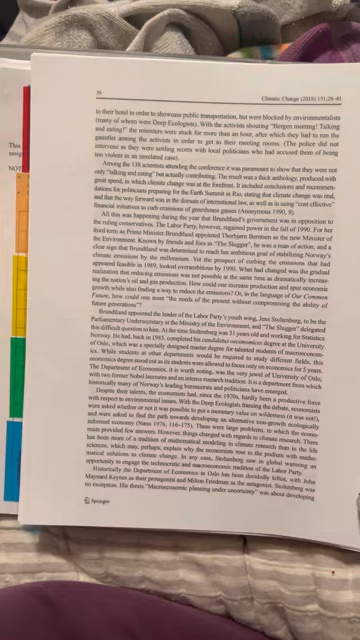 This
assig
NOT
36
Climatic Change (2018) 151:29–43
to their hotel in order to showcase public transportation, but were blocked by environmentalists
(many of whom were Deep Ecologists). With the activists shouting "Bergen meeting! Talking
and eating!" the ministers were stuck for more than an hour, after which they had to run the
gauntlet among the activists in order to get to their meeting rooms. (The police did not
intervene as they were settling scores with local politicians who had accused them of being
too violent in an unrelated case).
Among the 138 scientists attending the conference it was paramount to show that they were not
only "talking and eating" but actually contributing. The result was a thick anthology, produced with
great speed, in which climate change was at the forefront. It included conclusions and recommen-
dations for politicians preparing for the Earth Summit in Rio, stating that climate change was real,
and that the way forward was in the domain of international law, as well as in using "cost effective"
financial initiatives to curb emissions of greenhouse gases (Anonymous 1990, 9)
All this was happening during the year that Brundtland's government was in opposition to
the ruling conservatives. The Labor Party, however, regained power in the fall of 1990. For her
third term as Prime Minister Brundtland appointed Thorbjørn Berntsen as the new Minister of
the Environment. Known by friends and foes as "The Slugger", he was a man of action, and a
clear sign that Brundtland was determined to reach her ambitious goal of stabilizing Norway's
climate emissions by the millennium. Yet the prospect of curbing the emissions that had
appeared feasible in 1989, looked overambitious by 1990. What had changed was the gradual
realization that reducing emissions was not possible at the same time as dramatically increas-
ing the nation's oil and gas production. How could one increase production and spur economic
growth while also finding a way to reduce the emissions? Or, in the language of Our Common
Future, how could one meet "the needs of the present without compromising the ability of
future generations"?
Brundtland appointed the leader of the Labor Party's youth wing, Jens Stoltenberg, to be the
Parliamentary Undersecretary at the Ministry of the Environment, and "The Slugger" delegated
this difficult question to him. At the time Stoltenberg was 31 years old and working for Statistics
Norway. He had, back in 1985, completed his candidatus oeconomices degree at the University
of Oslo, which was a specially designed master degree for talented students of macroeconom-
ics. While students at other departments would be required to study different fields, this
economics degree stood out as its students were allowed to focus only on economics for 5 years.
The Department of Economics, it is worth noting, was the very jewel of University of Oslo,
with two former Nobel laureates and an intense research tradition. It is a department from which
historically many of Norway's leading bureaucrats and politicians have emerged.
Despite their talents, the economists had, since the 1970s, hardly been a productive force
with respect to environmental issues. With the Deep Ecologists framing the debate, economists
were asked whether or not it was possible to put a monetary value on wilderness (it was not!),
and were asked to find the path towards developing an alternative non-growth ecologically
informed economy (Næss 1976, 116–175). These were large problems, to which the econo-
mists provided few answers. However, things changed with regards to climate research. There
has been more of a tradition of mathematical modeling in climate research than in the life
sciences, which may, perhaps, explain why the economists rose to the podium with mathe-
matical solutions to climate change. In any case, Stoltenberg saw in global warming an
opportunity to engage the technocratic and macroeconomic tradition of the Labor Party.
Historically the Department of Economics in Oslo has been decidedly leftist, with John
Maynard Keynes as their protagonist and Milton Friedman as the antagonist. Stoltenberg was
no exception. His thesis "Macroeconomic planning under uncertainty" was about developing
Springer